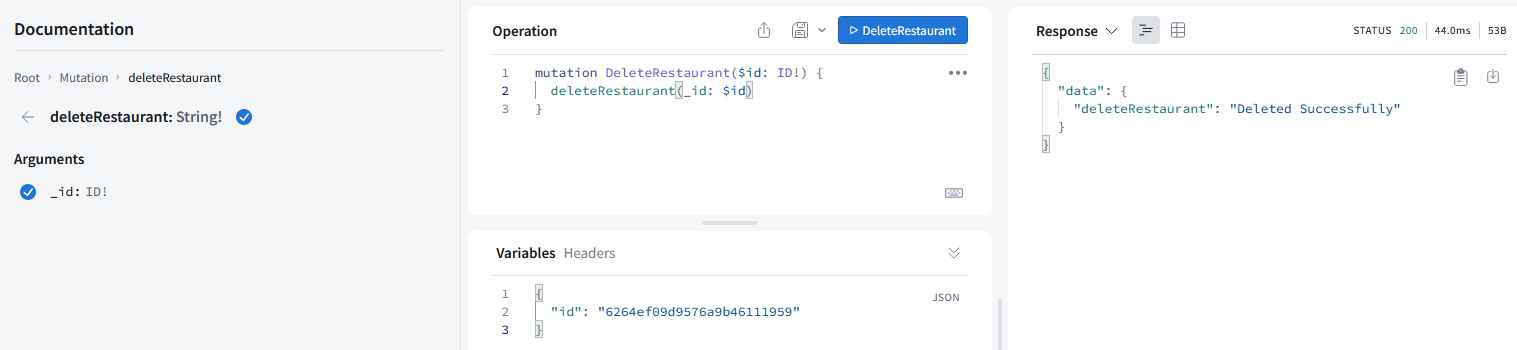 Documentation
Root > Mutation > deleteRestaurant
deleteRestaurant: String!
Arguments
_id: ID!
Operation
DeleteRestaurant
1 mutation DeleteRestaurant($id: ID!) {
2 deleteRestaurant(_id: $id)
3 }
Variables Headers
JSON
1 {
2 "id": "6264ef09d9576a9b46111959"
3 }
Response
STATUS 200 44.0ms 53B
{
"data": {
"deleteRestaurant": "Deleted Successfully"
}
}